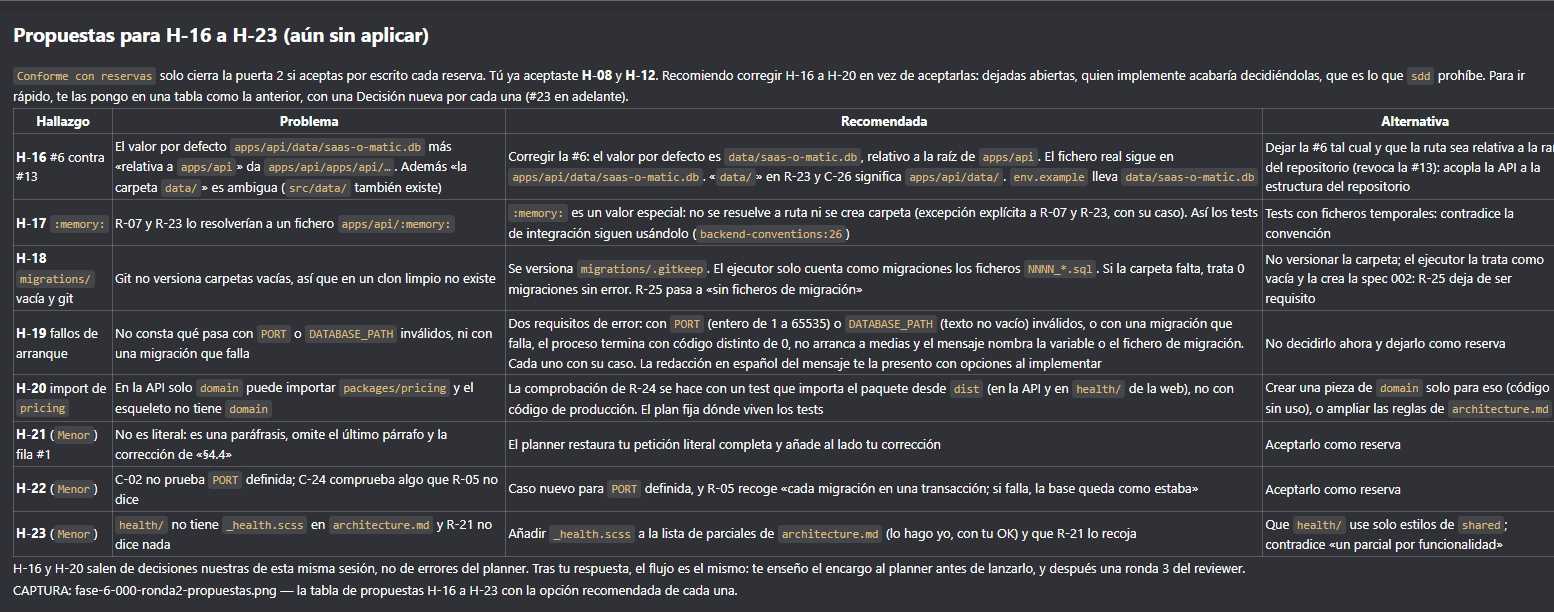 Propuestas para H-16 a H-23 (aún sin aplicar)
Conforme con reservas solo cierra la puerta 2 si aceptas por escrito cada reserva. Tú ya aceptaste H-08 y H-12. Recomiendo corregir H-16 a H-20 en vez de aceptarlas: dejadas abiertas, quien implemente acabaría decidiéndolas, que es lo que sdd prohíbe. Para ir
rápido, te las pongo en una tabla como la anterior, con una Decisión nueva por cada una (#23 en adelante).
Hallazgo Problema Recomendada Alternativa
H-16 #6 contra
#13
El valor por defecto apps/api/data/saas-o-matic.db más
«relativa a apps/api» da apps/api/apps/api/…. Además «la
carpeta data/» es ambigua (src/data/ también existe)
Corregir la #6: el valor por defecto es data/saas-o-matic.db, relativo a la raíz de apps/api. El fichero real sigue en
apps/api/data/saas-o-matic.db. «data/» en R-23 y C-26 significa apps/api/data/. env.example lleva data/saas-o-matic.db
Dejar la #6 tal cual y que la ruta sea relativa a la
del repositorio (revoca la #13): acopla la API a la
estructura del repositorio
H-17 :memory:
R-07 y R-23 lo resolverían a un fichero apps/api/:memory:
:memory: es un valor especial: no se resuelve a ruta ni se crea carpeta (excepción explícita a R-07 y R-23, con su caso). Así los tests
de integración siguen usándolo (backend-conventions:26)
Tests con ficheros temporales: contradice la
convención
H-18
migrations/
vacía y git
Git no versiona carpetas vacías, así que en un clon limpio no existe
Se versiona migrations/.gitkeep. El ejecutor solo cuenta como migraciones los ficheros NNNN_*.sql. Si la carpeta falta, trata 0
migraciones sin error. R-25 pasa a «sin ficheros de migración»
No versionar la carpeta; el ejecutor la trata como
vacía y la crea la spec 002: R-25 deja de ser
requisito
H-19 fallos de
arranque
No consta qué pasa con PORT o DATABASE_PATH inválidos, ni con
una migración que falla
Dos requisitos de error: con PORT (entero de 1 a 65535) o DATABASE_PATH (texto no vacío) inválidos, o con una migración que
falla, el proceso termina con código distinto de 0, no arranca a medias y el mensaje nombra la variable o el fichero de migración.
Cada uno con su caso. La redacción en español del mensaje te la presento con opciones al implementar
No decidirlo ahora y dejarlo como reserva
H-20 import de
pricing
En la API solo domain puede importar packages/pricing y el
esqueleto no tiene domain
La comprobación de R-24 se hace con un test que importa el paquete desde dist (en la API y en health/ de la web), no con
código de producción. El plan fija dónde viven los tests
Crear una pieza de domain solo para eso (código
sin uso), o ampliar las reglas de architecture.md
H-21 (Menor)
fila #1
No es literal: es una paráfrasis, omite el último párrafo y la
corrección de «§4.4»
El planner restaura tu petición literal completa y añade al lado tu corrección
Aceptarlo como reserva
H-22 (Menor)
C-02 no prueba PORT definida; C-24 comprueba algo que R-05 no
dice
Caso nuevo para PORT definida, y R-05 recoge «cada migración en una transacción; si falla, la base queda como estaba»
Aceptarlo como reserva
H-23 (Menor)
health/ no tiene _health.scss en architecture.md y R-21 no
dice nada
Añadir _health.scss a la lista de parciales de architecture.md (lo hago yo, con tu OK) y que R-21 lo recoja
Que health/ use solo estilos de shared;
contradice «un parcial por funcionalidad»
H-16 y H-20 salen de decisiones nuestras de esta misma sesión, no de errores del planner. Tras tu respuesta, el flujo es el mismo: te enseño el encargo al planner antes de lanzarlo, y después una ronda 3 del reviewer.
CAPTURA: fase-6-000-ronda2-propuestas.png — la tabla de propuestas H-16 a H-23 con la opción recomendada de cada una.